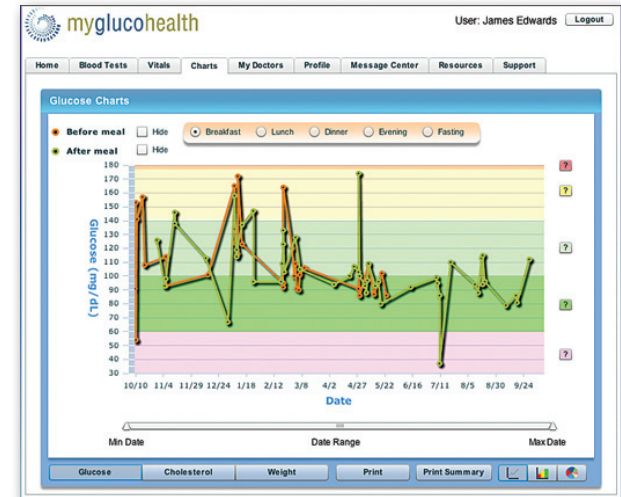 myglucohealth
User: James Edwards Logout
Home Blood Tests Vitals Charts My Doctors Profile Message Center Resources Support
Glucose Charts
Before meal Hide Breakfast Lunch Dinner Evening Fasting
After meal Hide
180 ?
170
160 ?
150
140
130
120 ?
110
100
90
80 ?
70
60
50
40 ?
30
Glucose (mg/dL)
10/10 11/4 11/29 12/24 1/18 2/12 3/8 4/2 4/27 5/22 6/16 7/11 8/5 8/30 9/24
Date
Min Date Date Range Max Date
Glucose Cholesterol Weight Print Print Summary